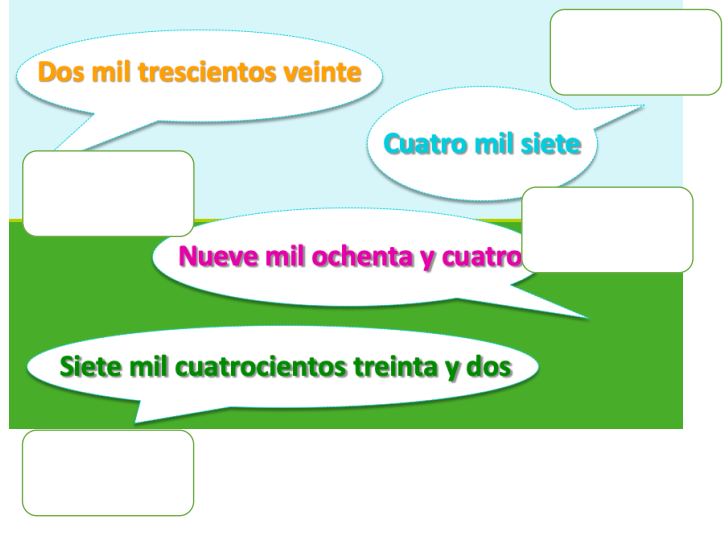 Dos mil trescientos veinte
Cuatro mil siete
Nueve mil ochenta y cuatro
Siete mil cuatrocientos treinta y dos